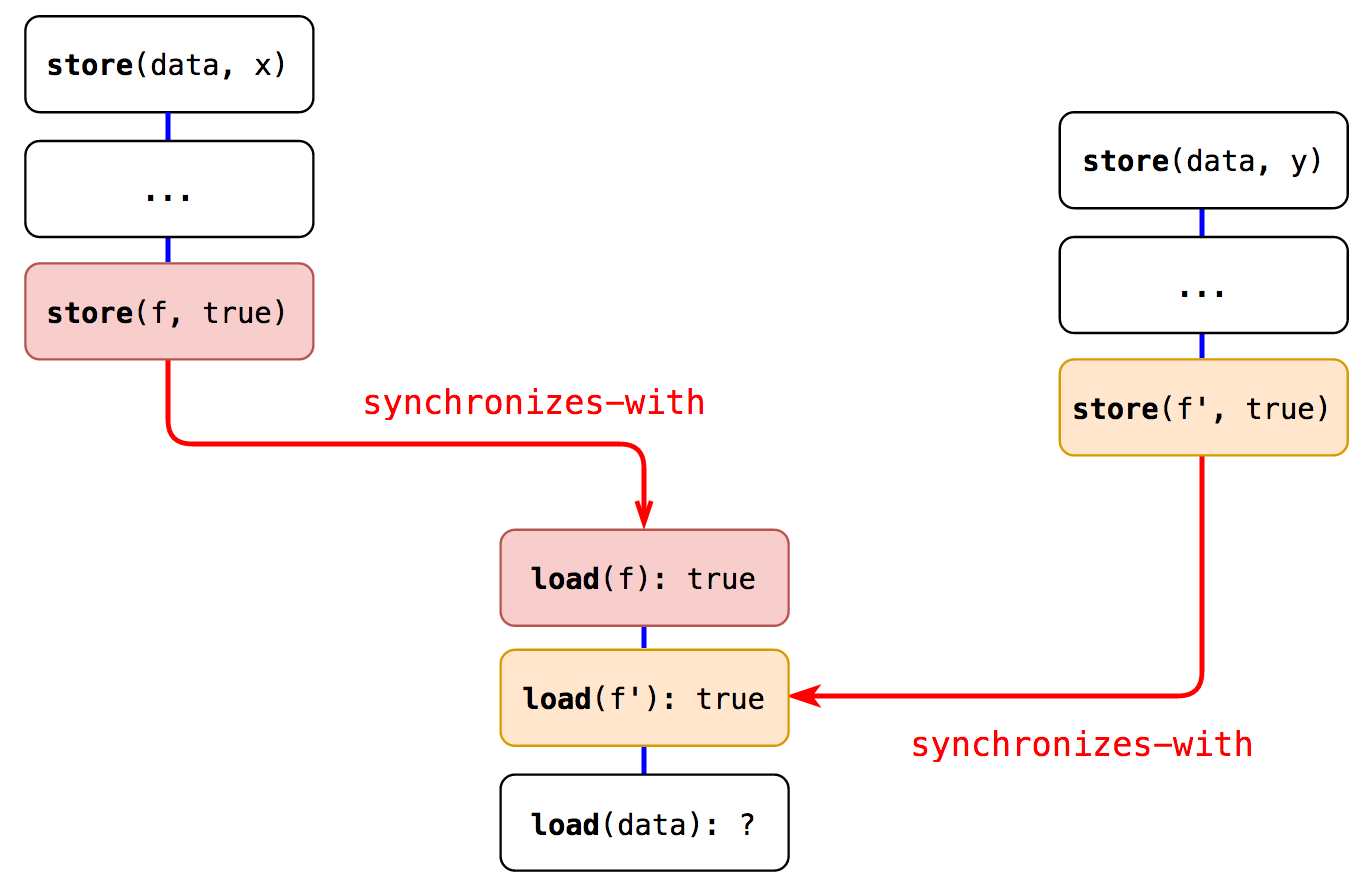 store(data, x)
...
store(f, true)
store(data, y)
...
store(f', true)
synchronizes-with
load(f): true
load(f'): true
load(data): ?
synchronizes-with